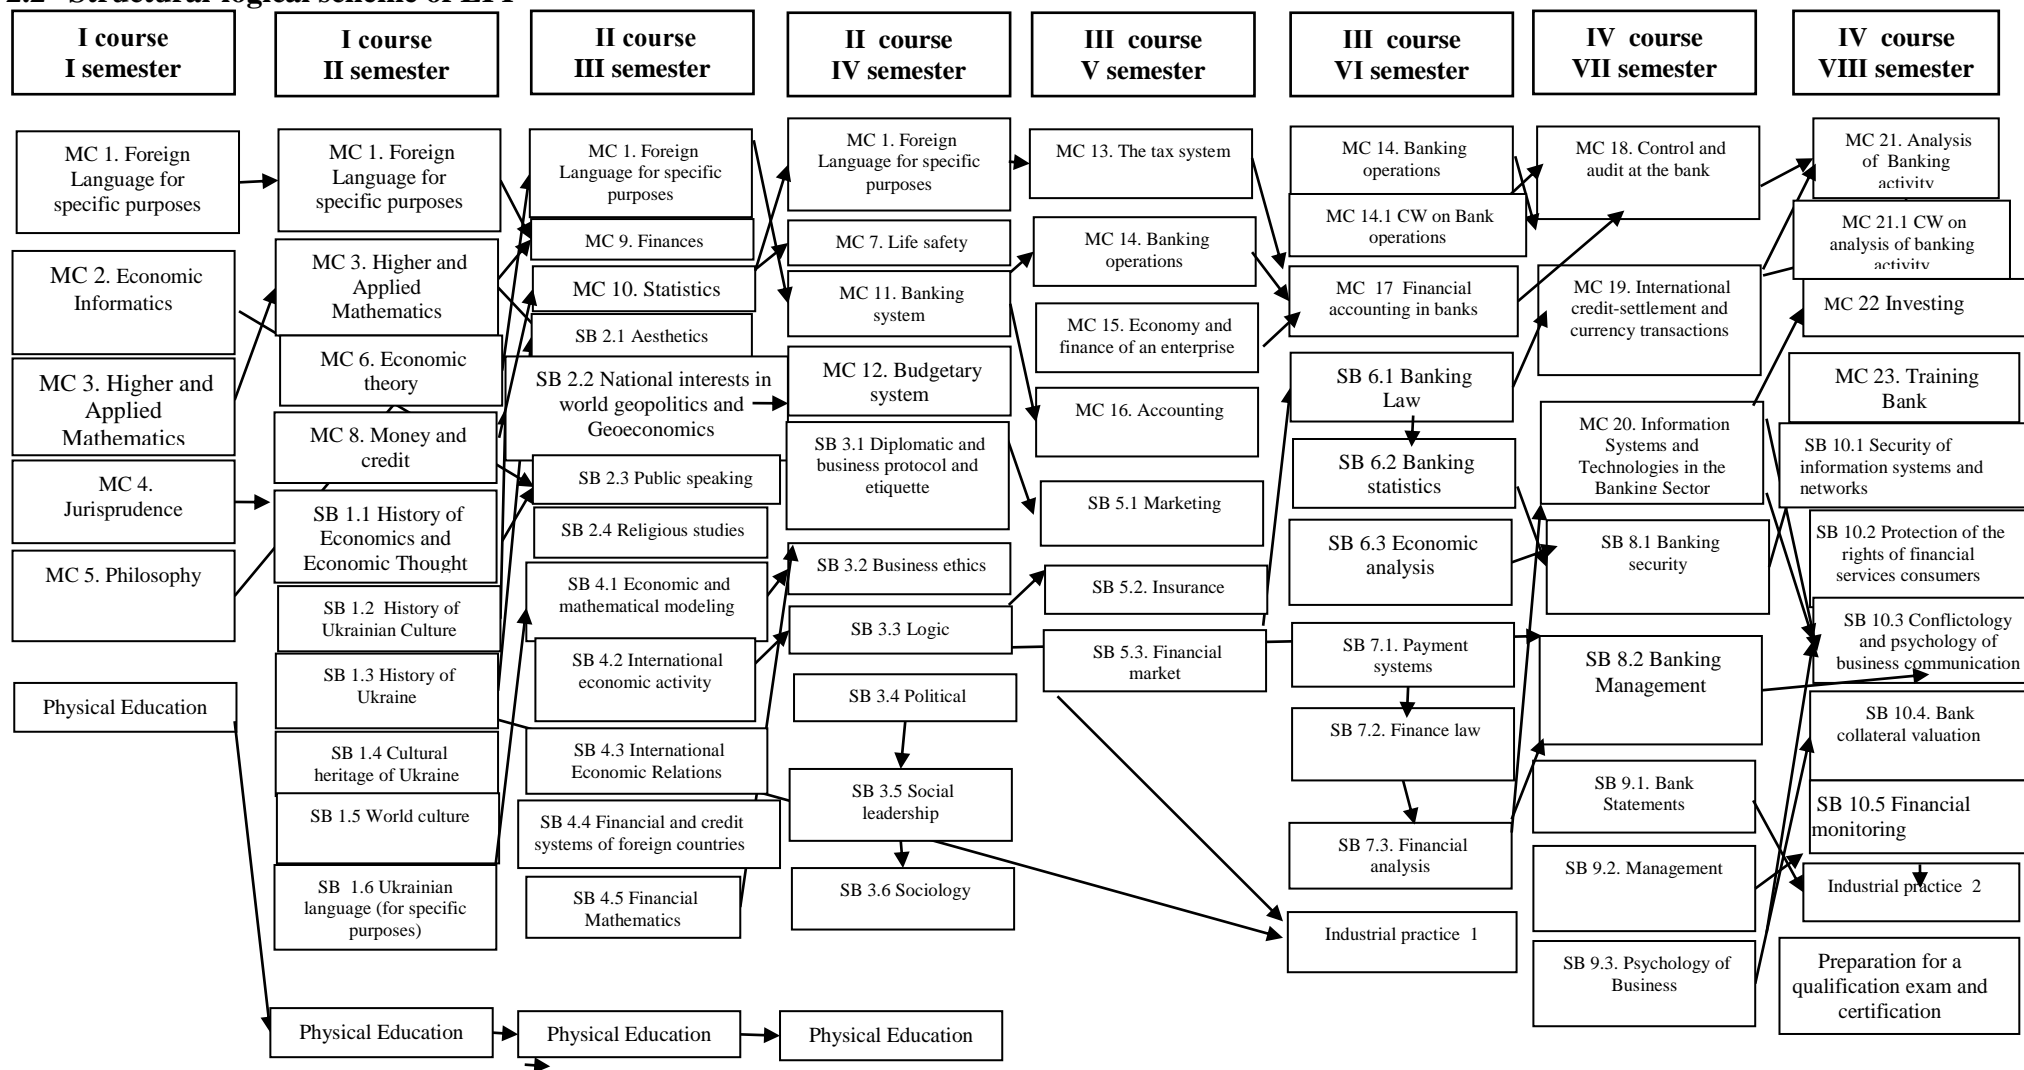 2.2 Structural-logical scheme of EPP
I course
I semester
I course
II semester
II course
III semester
II course
IV semester
III course
V semester
III course
VI semester
IV course
VII semester
IV course
VIII semester
MC 1. Foreign
Language for
specific purposes
MC 2. Economic
Informatics
MC 3. Higher and
Applied
Mathematics
MC 4.
Jurisprudence
MC 5. Philosophy
Physical Education
MC 1. Foreign
Language for
specific purposes
MC 3. Higher and
Applied
Mathematics
MC 6. Economic
theory
MC 8. Money and
credit
SB 1.1 History of
Economics and
Economic Thought
SB 1.2 History of
Ukrainian Culture
SB 1.3 History of
Ukraine
SB 1.4 Cultural
heritage of Ukraine
SB 1.5 World culture
SB 1.6 Ukrainian
language (for specific
purposes)
Physical Education
MC 1. Foreign
Language for specific
purposes
MC 9. Finances
MC 10. Statistics
SB 2.1 Aesthetics
SB 2.2 National interests in
world geopolitics and
Geoeconomics
SB 2.3 Public speaking
SB 2.4 Religious studies
SB 4.1 Economic and
mathematical modeling
SB 4.2 International
economic activity
SB 4.3 International
Economic Relations
SB 4.4 Financial and credit
systems of foreign countries
SB 4.5 Financial
Mathematics
Physical Education
MC 1. Foreign
Language for specific
purposes
MC 7. Life safety
MC 11. Banking
system
MC 12. Budgetary
system
SB 3.1 Diplomatic and
business protocol and
etiquette
SB 3.2 Business ethics
SB 3.3 Logic
SB 3.4 Political
SB 3.5 Social
leadership
SB 3.6 Sociology
Physical Education
MC 13. The tax system
MC 14. Banking
operations
MC 15. Economy and
finance of an enterprise
MC 16. Accounting
SB 5.1 Marketing
SB 5.2. Insurance
SB 5.3. Financial
market
MC 14. Banking
operations
MC 14.1 CW on Bank
operations
MC 17 Financial
accounting in banks
SB 6.1 Banking
Law
SB 6.2 Banking
statistics
SB 6.3 Economic
analysis
SB 7.1. Payment
systems
SB 7.2. Finance law
SB 7.3. Financial
analysis
Industrial practice 1
MC 18. Control and
audit at the bank
MC 19. International
credit-settlement and
currency transactions
MC 20. Information
Systems and
Technologies in the
Banking Sector
SB 8.1 Banking
security
SB 8.2 Banking
Management
SB 9.1. Bank
Statements
SB 9.2. Management
SB 9.3. Psychology of
Business
MC 21. Analysis
of Banking
activity
MC 21.1 CW on
analysis of banking
activity
MC 22 Investing
MC 23. Training
Bank
SB 10.1 Security of
information systems and
networks
SB 10.2 Protection of the
rights of financial
services consumers
SB 10.3 Conflictology
and psychology of
business communication
SB 10.4. Bank
collateral valuation
SB 10.5 Financial
monitoring
Industrial practice 2
Preparation for a
qualification exam and
certification